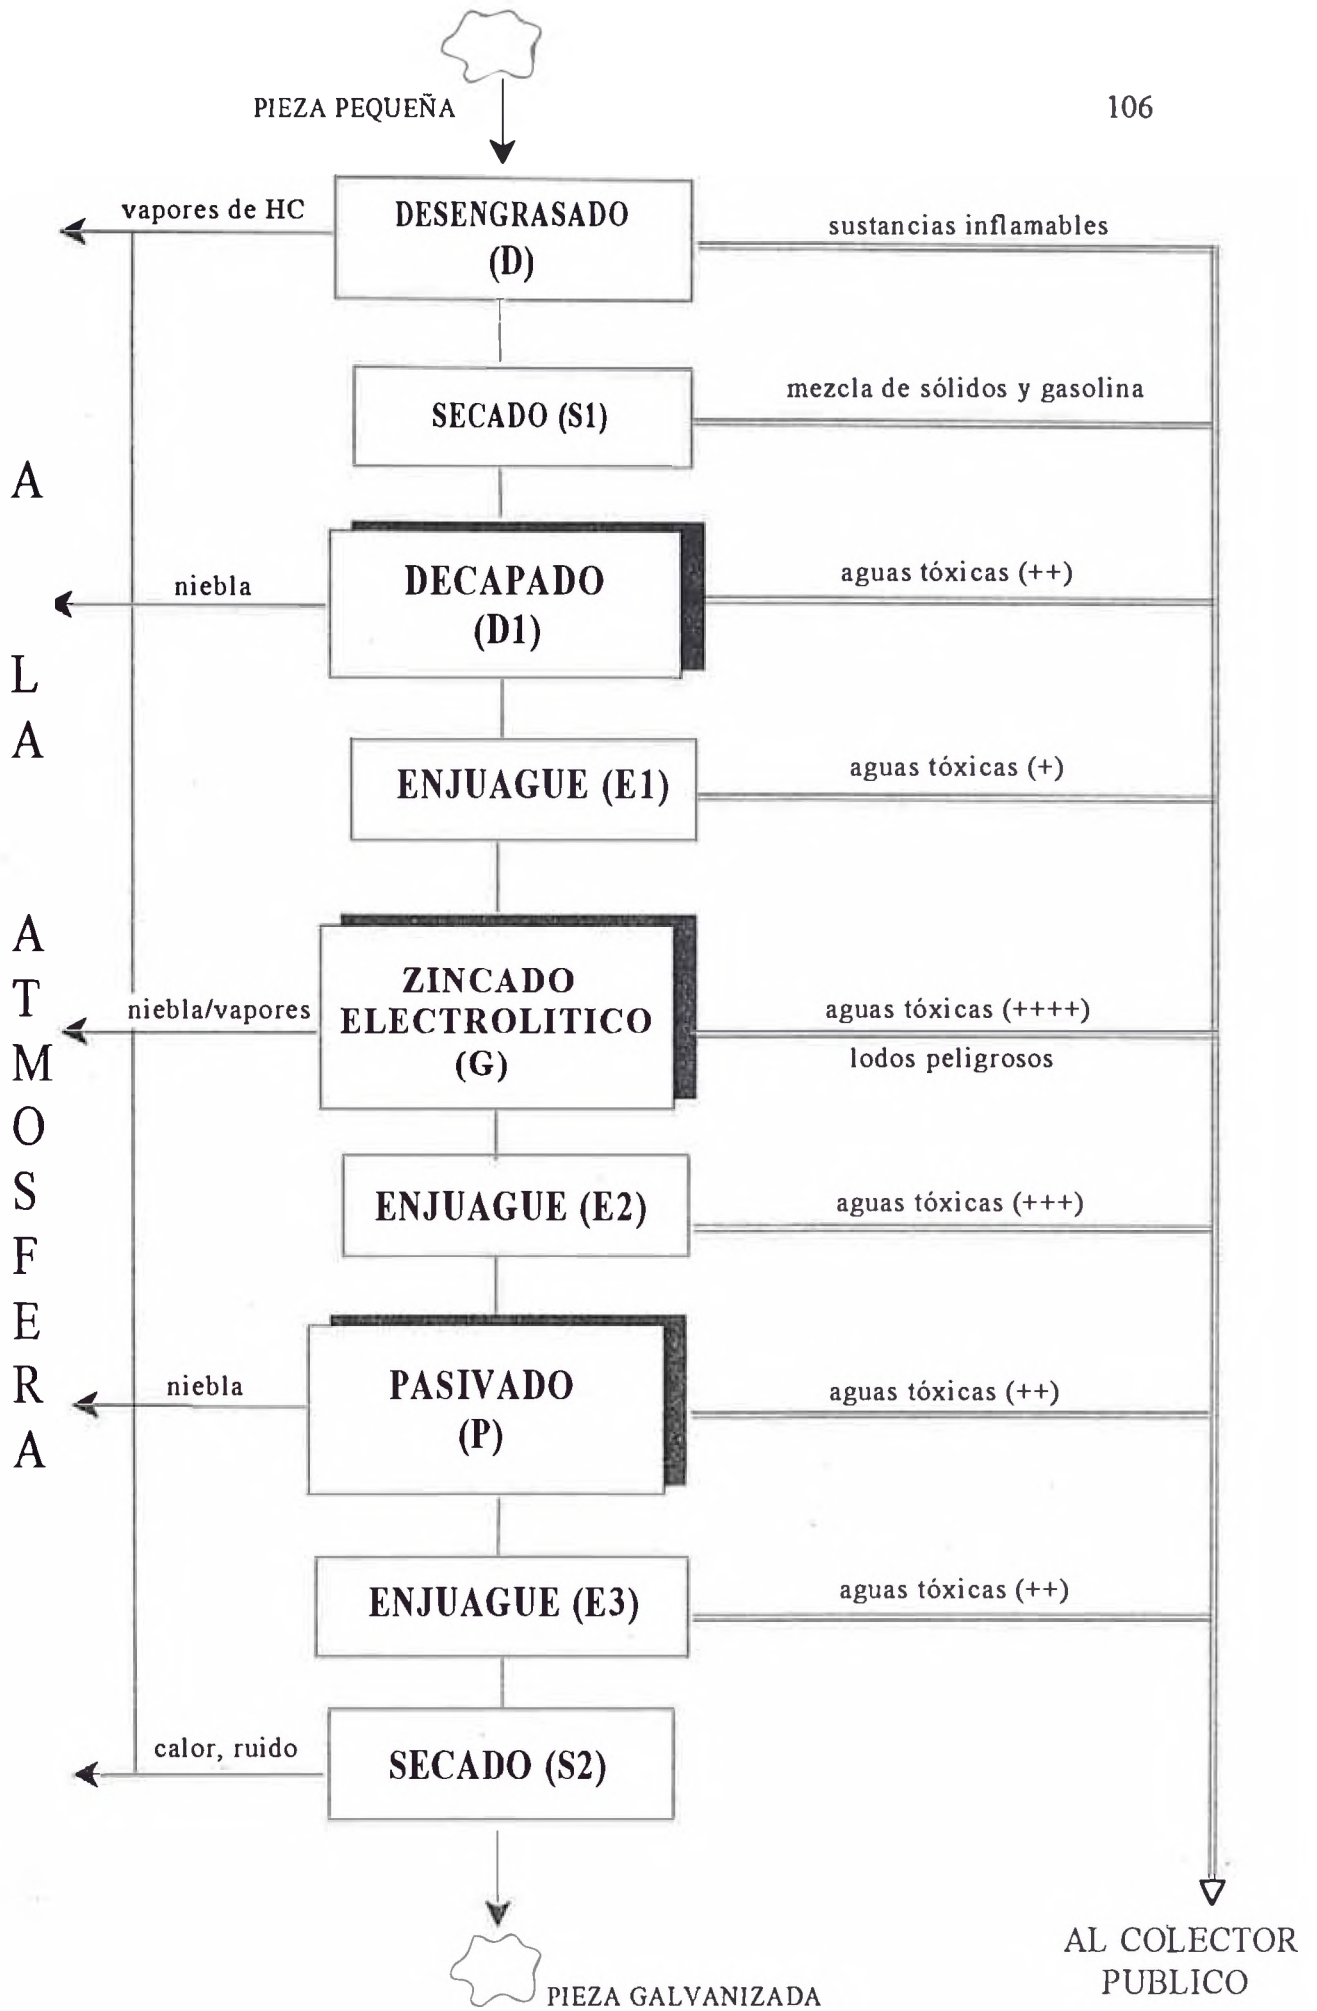 PIEZA PEQUEÑA
106
vapores de HC
DESENGRASADO
(D)
sustancias inflamables
SECADO (S1)
mezcla de sólidos y gasolina
niebla
DECAPADO
(D1)
aguas tóxicas (++)
ENJUAGUE (E1)
aguas tóxicas (+)
niebla/vapores
ZINCADO
ELECTROLITICO
(G)
aguas tóxicas (++++)
lodos peligrosos
ENJUAGUE (E2)
aguas tóxicas (+++)
niebla
PASIVADO
(P)
aguas tóxicas (++)
ENJUAGUE (E3)
aguas tóxicas (++)
calor, ruido
SECADO (S2)
A LA ATMOSFERA
PIEZA GALVANIZADA
AL COLECTOR
PUBLICO